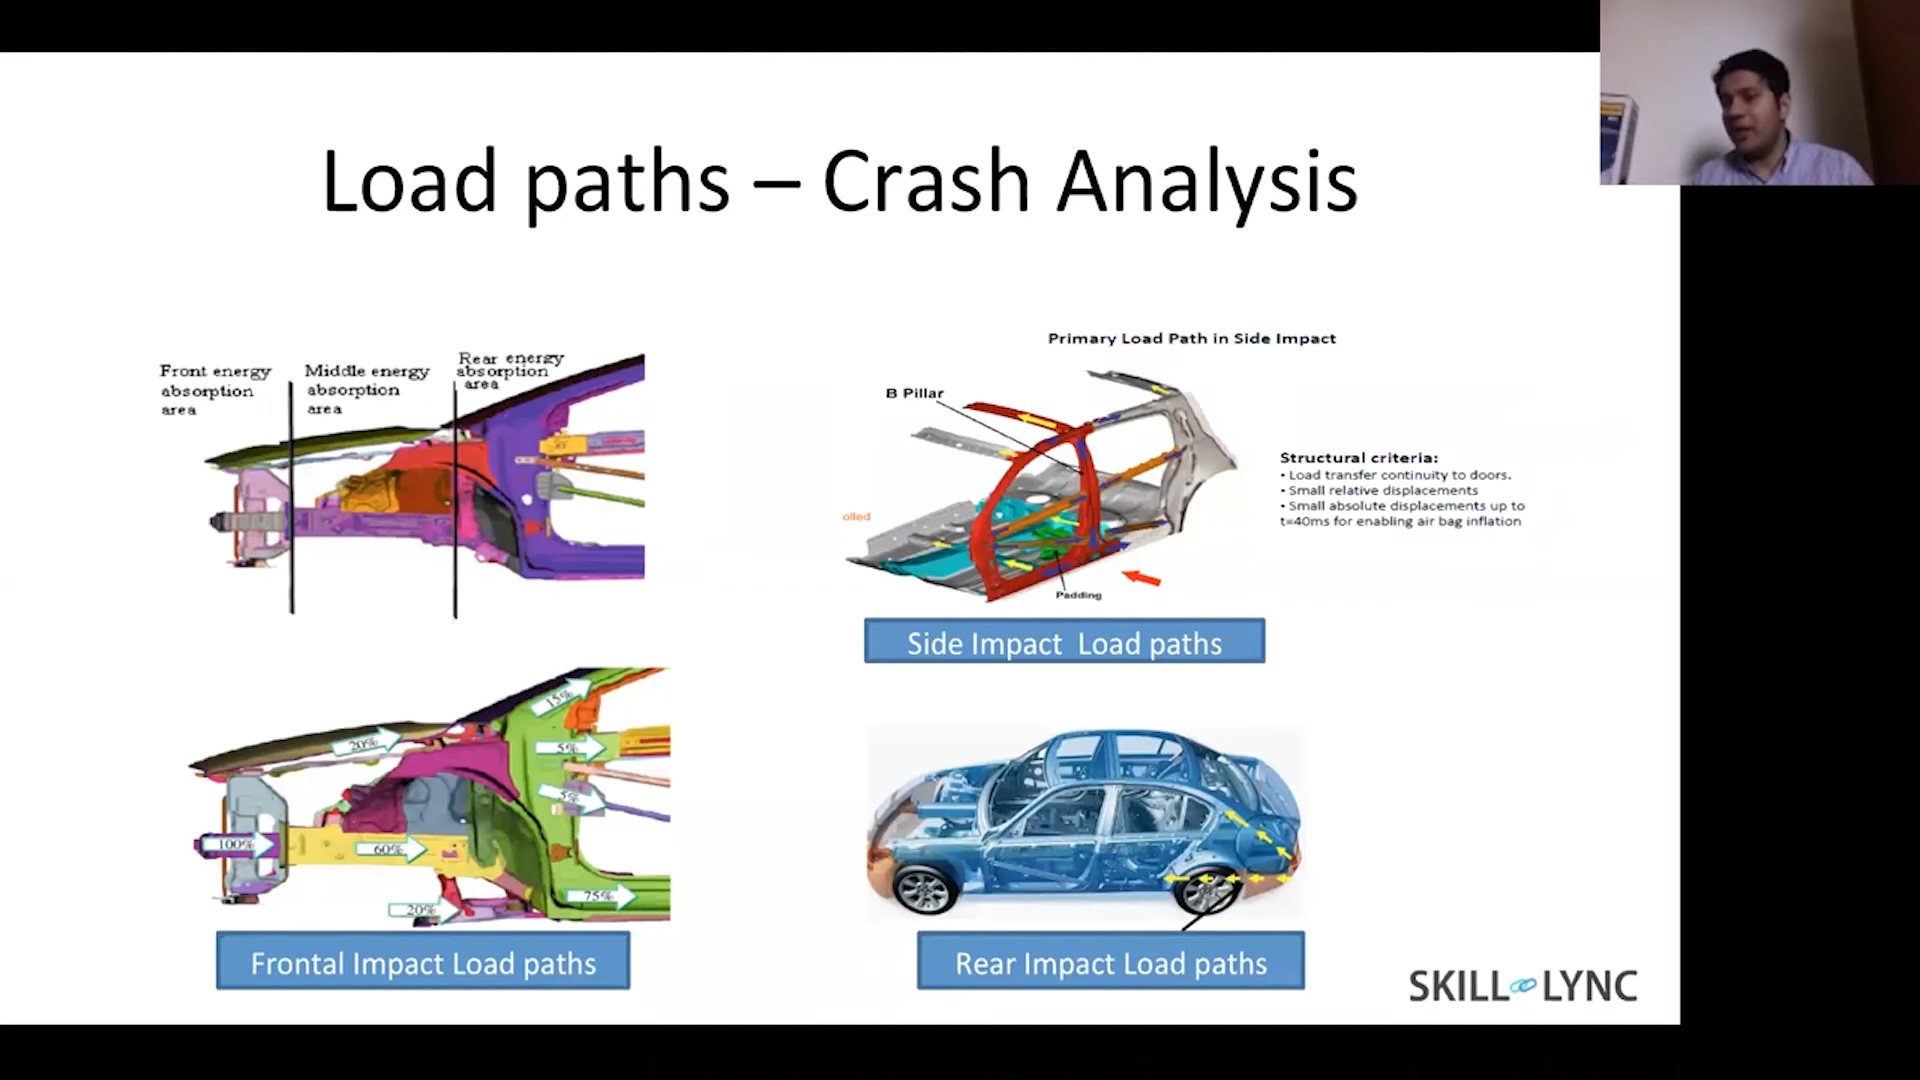 Load paths – Crash Analysis
Front energy
absorption
area
Middle energy
absorption
area
Rear energy
absorption
area
Primary Load Path in Side Impact
B Pillar
olled
Padding
Structural criteria:
• Load transfer continuity to doors.
• Small relative displacements
• Small absolute displacements up to
t=40ms for enabling air bag inflation
Side Impact Load paths
15%
20%
5%
5%
100%
60%
75%
20%
Frontal Impact Load paths
Rear Impact Load paths
SKILL LYNC